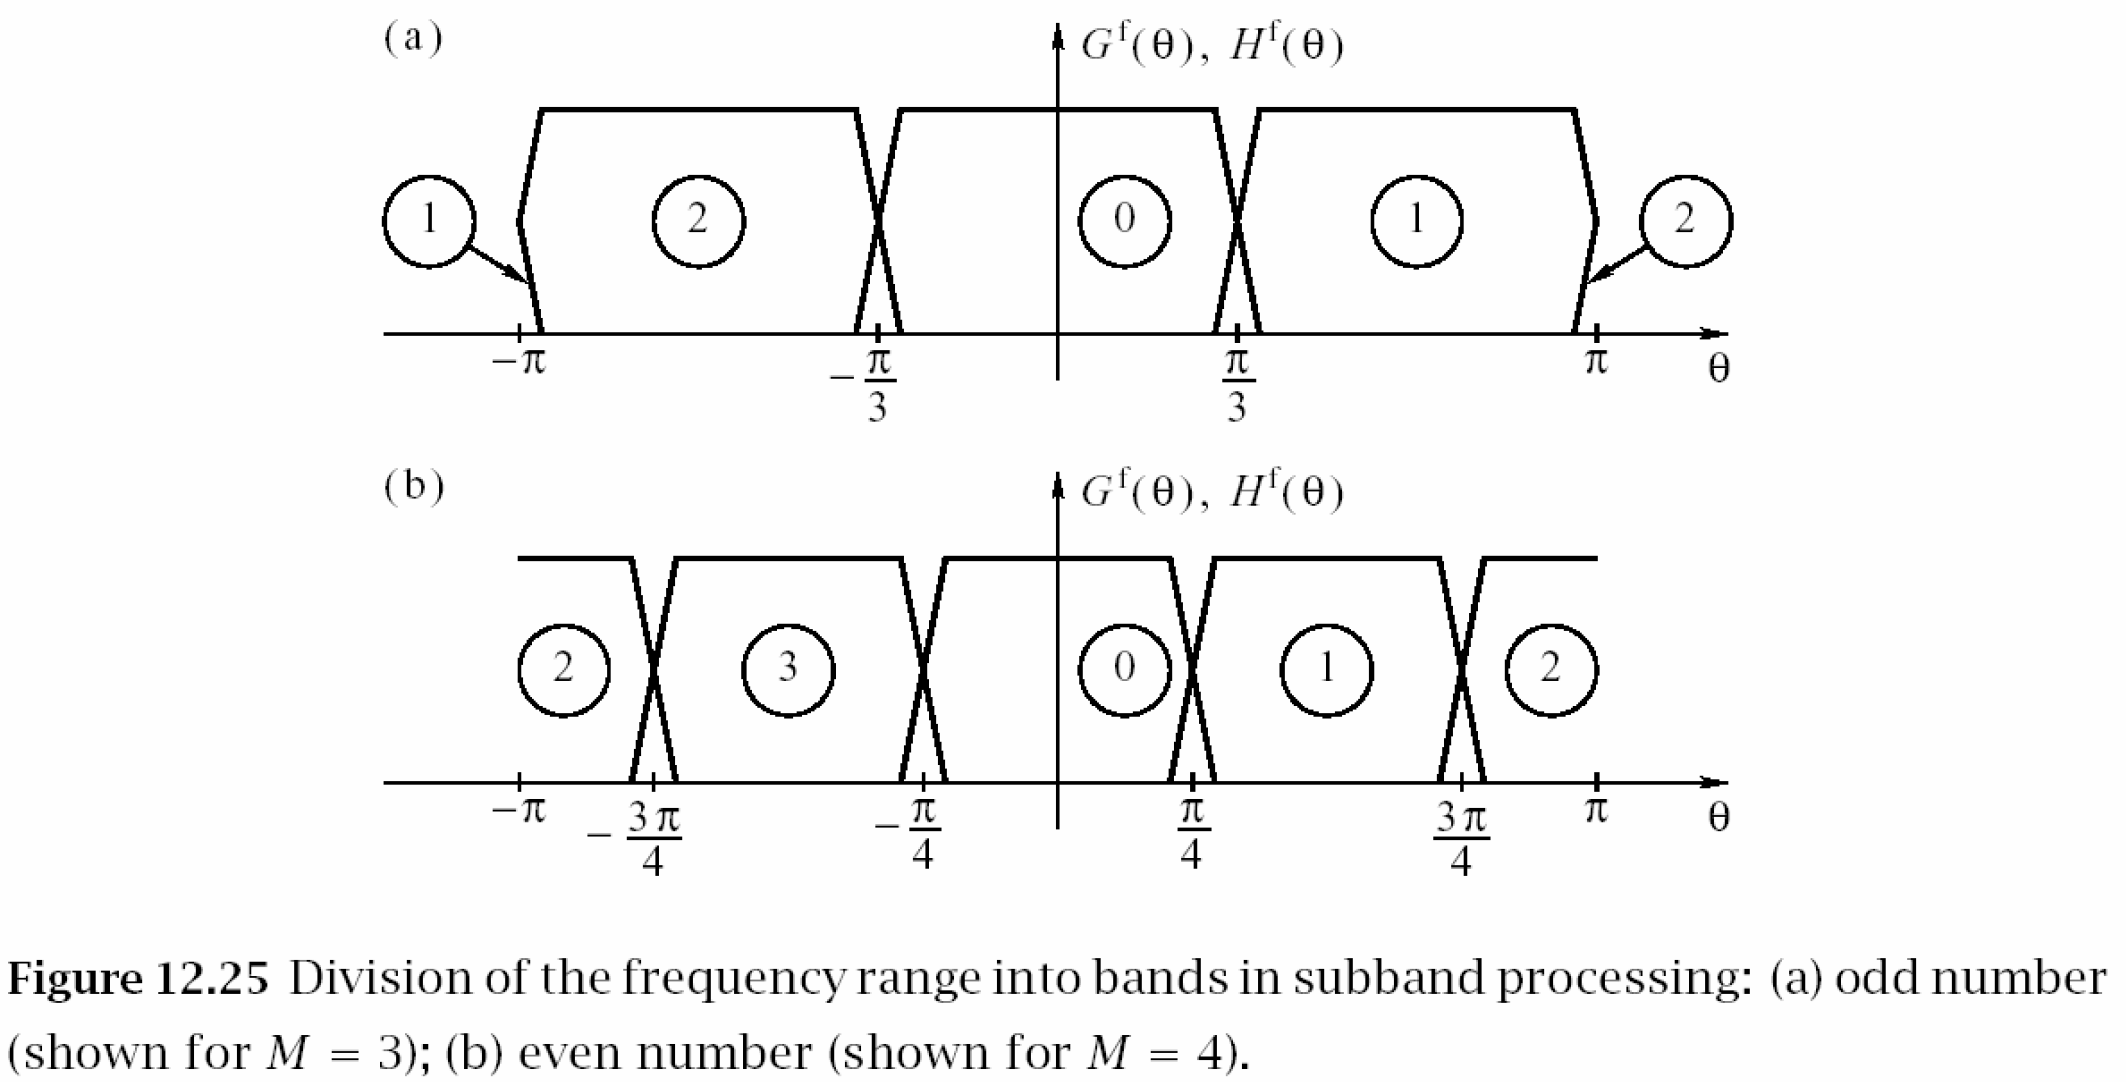 (a)
Gᶠ(θ), Hᶠ(θ)
1 2 0 1 2
−π −π/3 π/3 π θ
(b)
Gᶠ(θ), Hᶠ(θ)
2 3 0 1 2
−π −3π/4 −π/4 π/4 3π/4 π θ
Figure 12.25 Division of the frequency range into bands in subband processing: (a) odd number
(shown for M = 3); (b) even number (shown for M = 4).